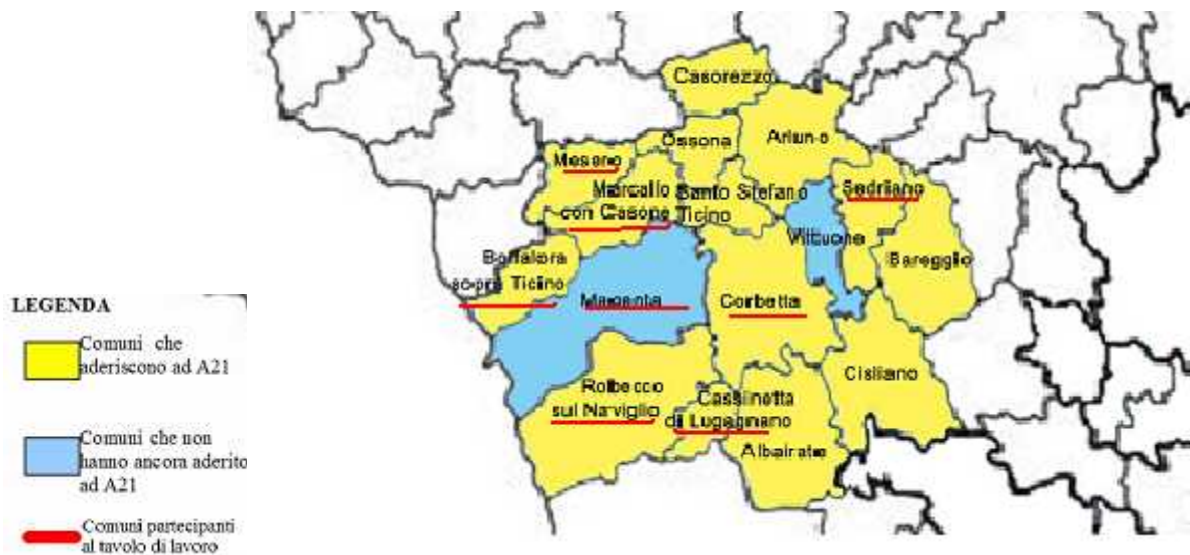 Casorezzo
Ossona
Arluno
Mesero
Marcallo
con Casone
Santo Stefano
Ticino
Sedriano
Vittuone
Bareggio
Boffalora
sopra Ticino
Magenta
Corbetta
Cisliano
Robecco
sul Naviglio
Cassinetta
di Lugagnano
Albairate
LEGENDA
Comuni che
aderiscono ad A21
Comuni che non
hanno ancora aderito
ad A21
Comuni partecipanti
al tavolo di lavoro